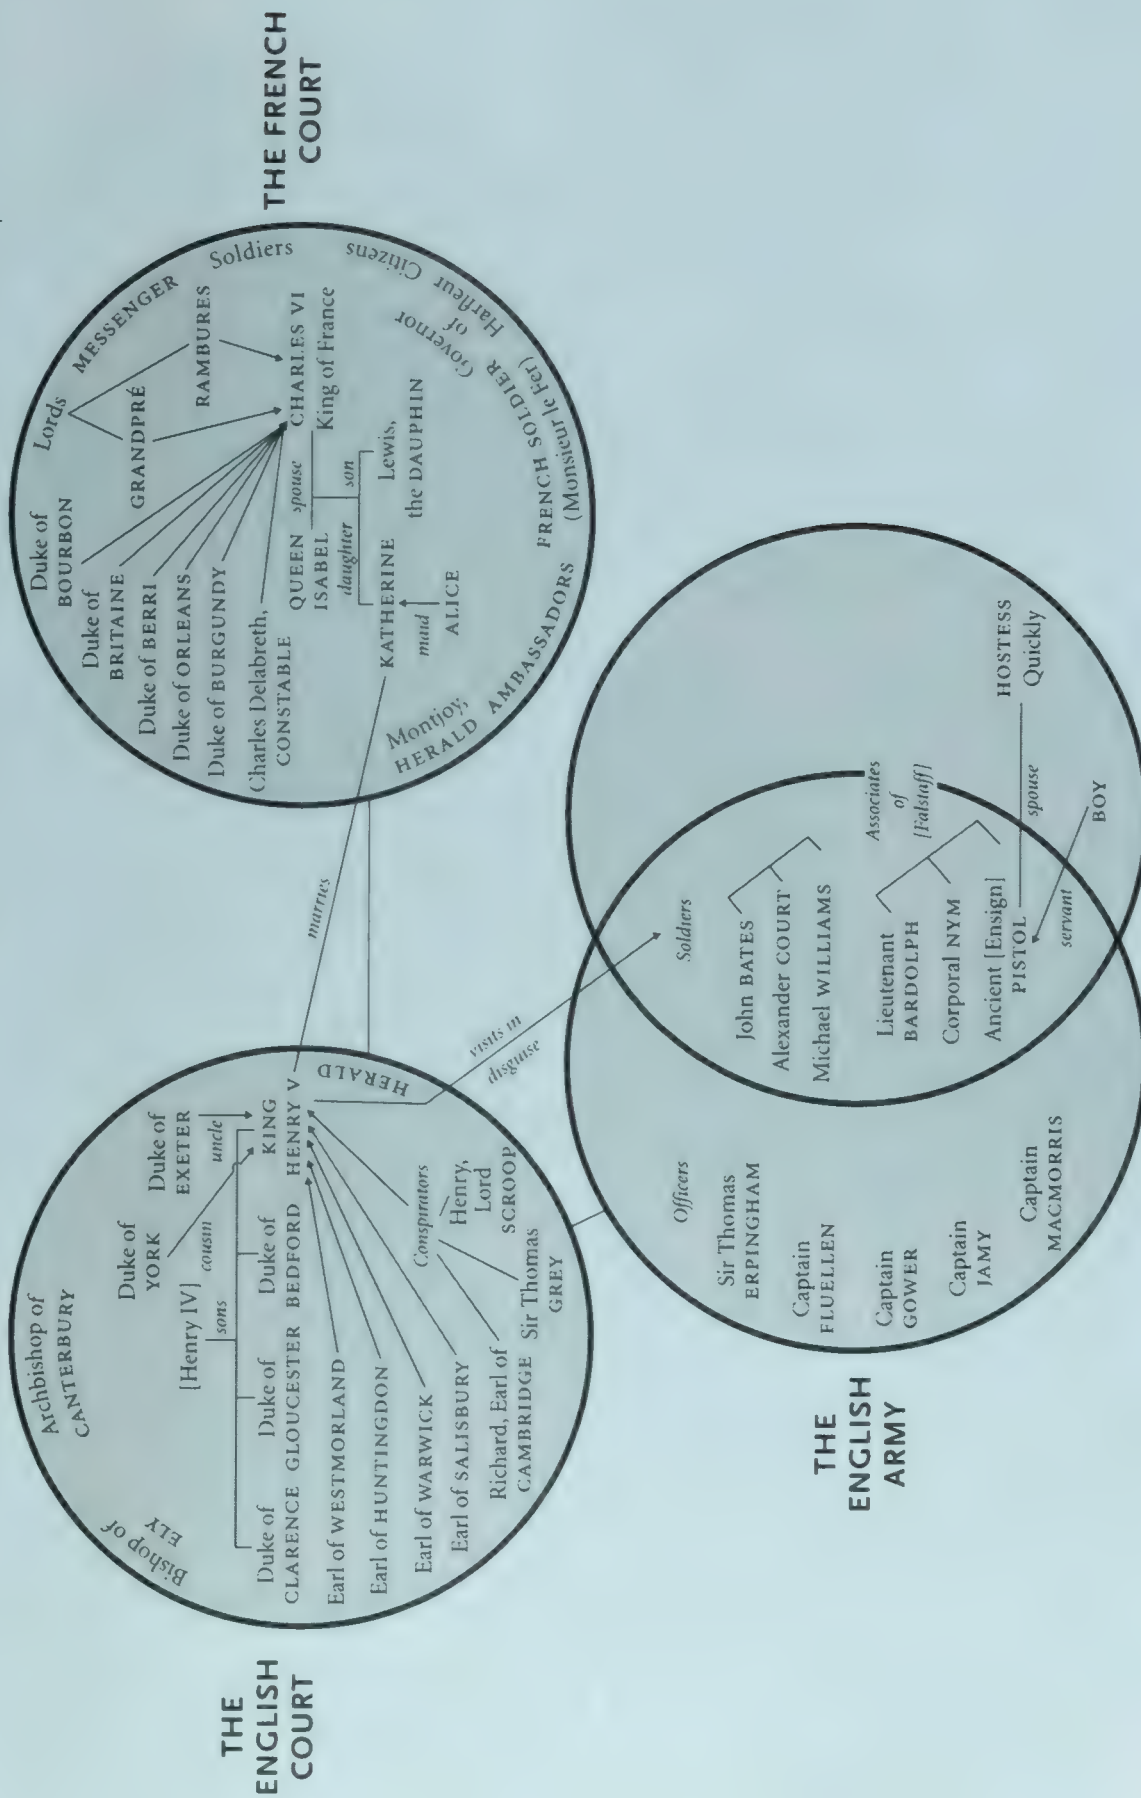 THE
ENGLISH
COURT
Bishop of
ELY
Archbishop of
CANTERBURY
[Henry IV]
sons
Duke of
YORK
cousin
Duke of
EXETER
uncle
Duke of
CLARENCE
Duke of
GLOUCESTER
Duke of
BEDFORD
KING
HENRY V
HERALD
Earl of WESTMORLAND
Earl of HUNTINGDON
Earl of WARWICK
Earl of SALISBURY
Conspirators
Richard, Earl of
CAMBRIDGE
Sir Thomas
GREY
Henry,
Lord
SCROOP
marries
visits in
disguise
THE FRENCH
COURT
Duke of
BOURBON
Duke of
BRITAINE
Duke of BERRI
Duke of ORLEANS
Duke of BURGUNDY
Charles Delabreth,
CONSTABLE
Lords
GRANDPRÉ
RAMBURES
MESSENGER
Soldiers
Harfleur Citizens
Governor
of
QUEEN
ISABEL
spouse
CHARLES VI
King of France
daughter
son
KATHERINE
Lewis,
the DAUPHIN
maid
ALICE
Montjoy,
HERALD
AMBASSADORS
FRENCH SOLDIER
(Monsieur le Fer)
THE
ENGLISH
ARMY
Officers
Sir Thomas
ERPINGHAM
Captain
FLUELLEN
Captain
GOWER
Captain
JAMY
Captain
MACMORRIS
Soldiers
John BATES
Alexander COURT
Michael WILLIAMS
Associates
of
[Falstaff]
Lieutenant
BARDOLPH
Corporal NYM
Ancient [Ensign]
PISTOL
spouse
HOSTESS
Quickly
servant
BOY